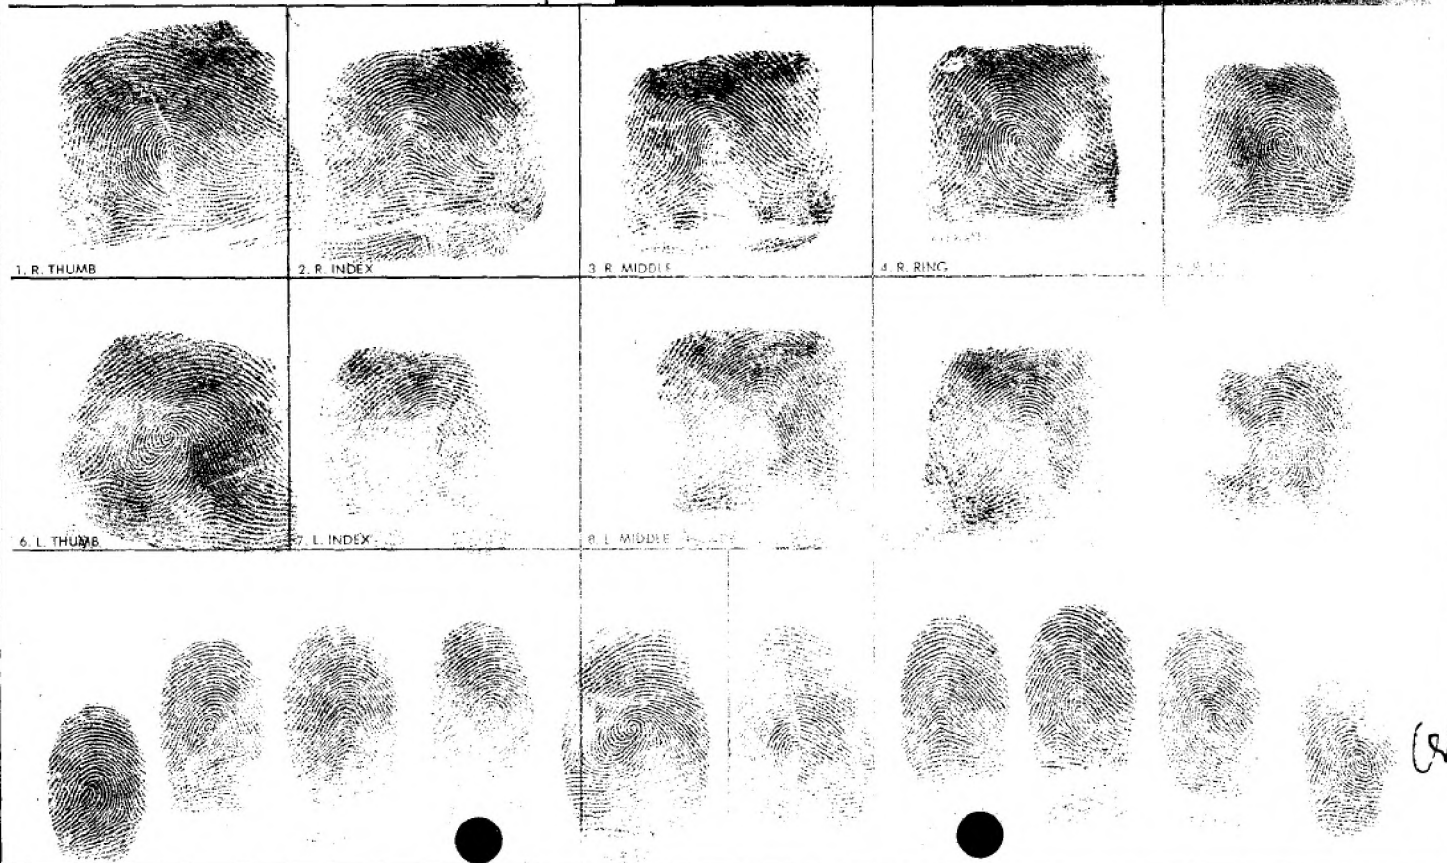 1. R. THUMB
2. R. INDEX
3 R MIDDLE
4. R. RING
6. L. THUMB
7. L. INDEX
8. L. MIDDLE